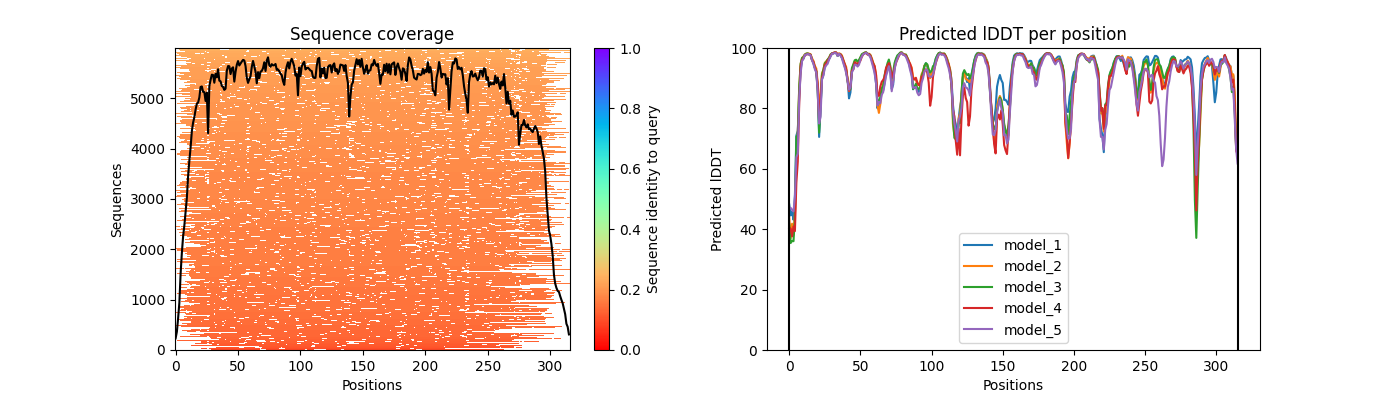 Sequence coverage
Sequences
5000
4000
3000
2000
1000
0
0 50 100 150 200 250 300
Positions
1.0
0.8
0.6
0.4
0.2
0.0
Sequence identity to query
Predicted lDDT per position
Predicted lDDT
100
80
60
40
20
0
model_1
model_2
model_3
model_4
model_5
0 50 100 150 200 250 300
Positions